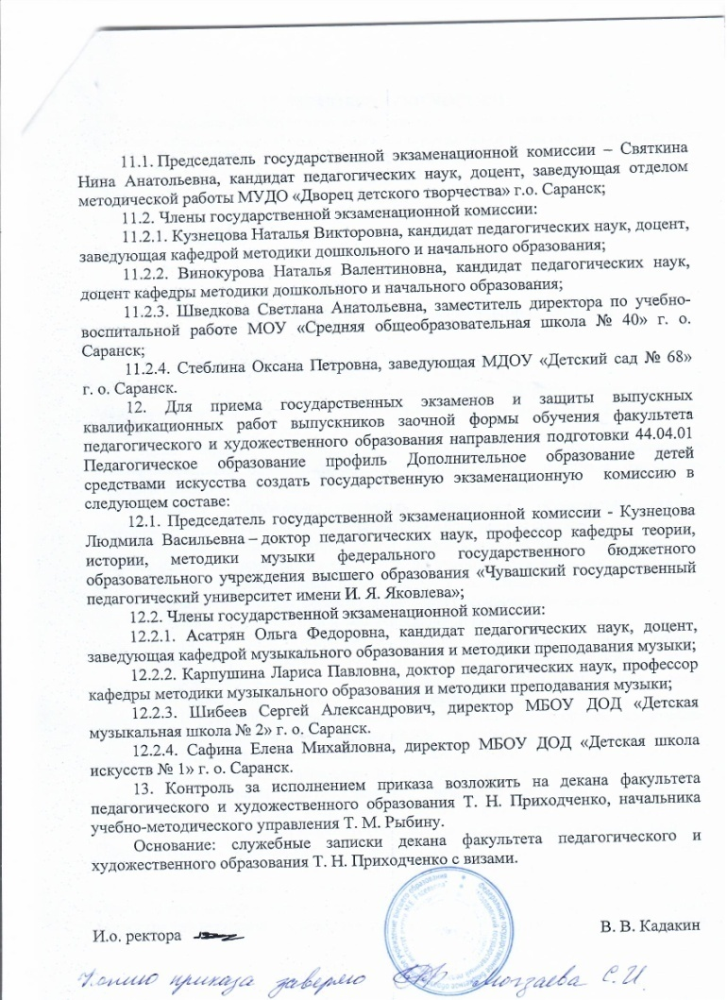 11.1. Председатель государственной экзаменационной комиссии – Святкина
Нина Анатольевна, кандидат педагогических наук, доцент, заведующая отделом
методической работы МУДО «Дворец детского творчества» г.о. Саранск;
11.2. Члены государственной экзаменационной комиссии:
11.2.1. Кузнецова Наталья Викторовна, кандидат педагогических наук, доцент,
заведующая кафедрой методики дошкольного и начального образования;
11.2.2. Винокурова Наталья Валентиновна, кандидат педагогических наук,
доцент кафедры методики дошкольного и начального образования;
11.2.3. Шведкова Светлана Анатольевна, заместитель директора по учебно-
воспитальной работе МОУ «Средняя общеобразовательная школа № 40» г. о.
Саранск;
11.2.4. Стеблина Оксана Петровна, заведующая МДОУ «Детский сад № 68»
г. о. Саранск.
12. Для приема государственных экзаменов и защиты выпускных
квалификационных работ выпускников заочной формы обучения факультета
педагогического и художественного образования направления подготовки 44.04.01
Педагогическое образование профиль Дополнительное образование детей
средствами искусства создать государственную экзаменационную комиссию в
следующем составе:
12.1. Председатель государственной экзаменационной комиссии - Кузнецова
Людмила Васильевна – доктор педагогических наук, профессор кафедры теории,
истории, методики музыки федерального государственного бюджетного
образовательного учреждения высшего образования «Чувашский государственный
педагогический университет имени И. Я. Яковлева»;
12.2. Члены государственной экзаменационной комиссии:
12.2.1. Асатрян Ольга Федоровна, кандидат педагогических наук, доцент,
заведующая кафедрой музыкального образования и методики преподавания музыки;
12.2.2. Карпушина Лариса Павловна, доктор педагогических наук, профессор
кафедры методики музыкального образования и методики преподавания музыки;
12.2.3. Шибеев Сергей Александрович, директор МБОУ ДОД «Детская
музыкальная школа № 2» г. о. Саранск.
12.2.4. Сафина Елена Михайловна, директор МБОУ ДОД «Детская школа
искусств № 1» г. о. Саранск.
13. Контроль за исполнением приказа возложить на декана факультета
педагогического и художественного образования Т. Н. Приходченко, начальника
учебно-методического управления Т. М. Рыбину.
Основание: служебные записки декана факультета педагогического и
художественного образования Т. Н. Приходченко с визами.
И.о. ректора В. В. Кадакин
Копию приказа заверяю С. И.